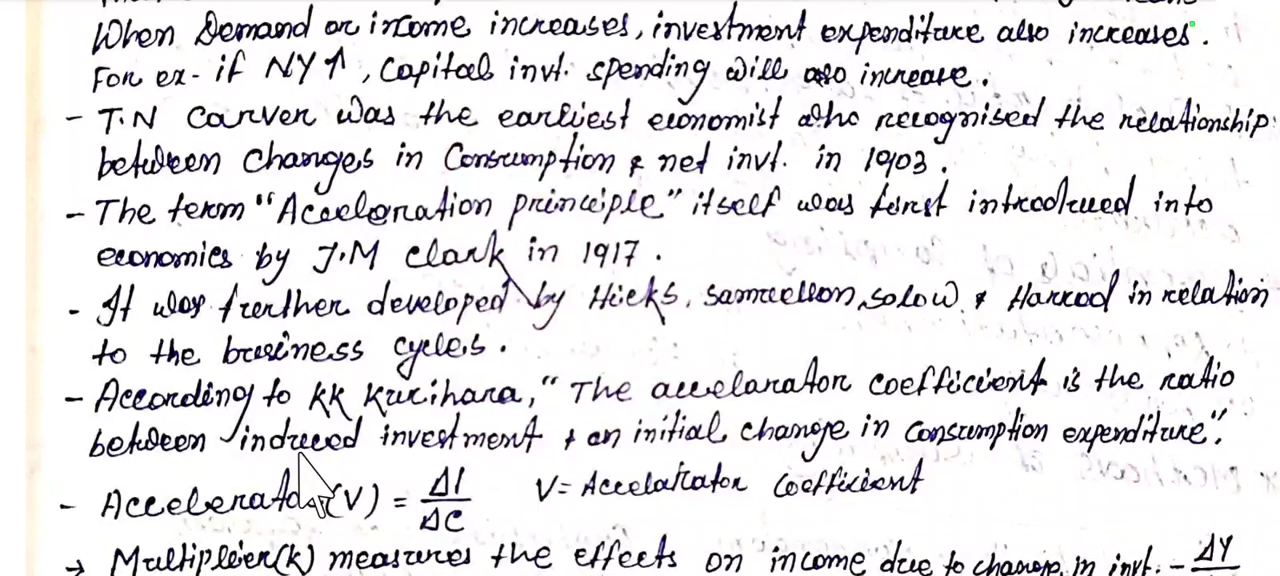 When Demand or income increases, investment expenditure also increases.
For ex- if NY↑, Capital invt. spending will also increase.
- T.N Carver was the earliest economist who recognised the relationship
between changes in Consumption & net invt. in 1903.
- The term "Acceleration principle" itself was first introduced into
economics by J.M Clark in 1917.
- It was further developed by Hicks, Samuelson, Solow & Harrod in relation
to the business cycles.
- According to KK Kurihara, "The accelarator coefficient is the ratio
between induced investment & an initial change in Consumption expenditure".
- Accelerator(V) = ΔI/ΔC V = Accelarator Coefficient
→ Multiplier(k) measures the effects on income due to change in invt. - ΔY